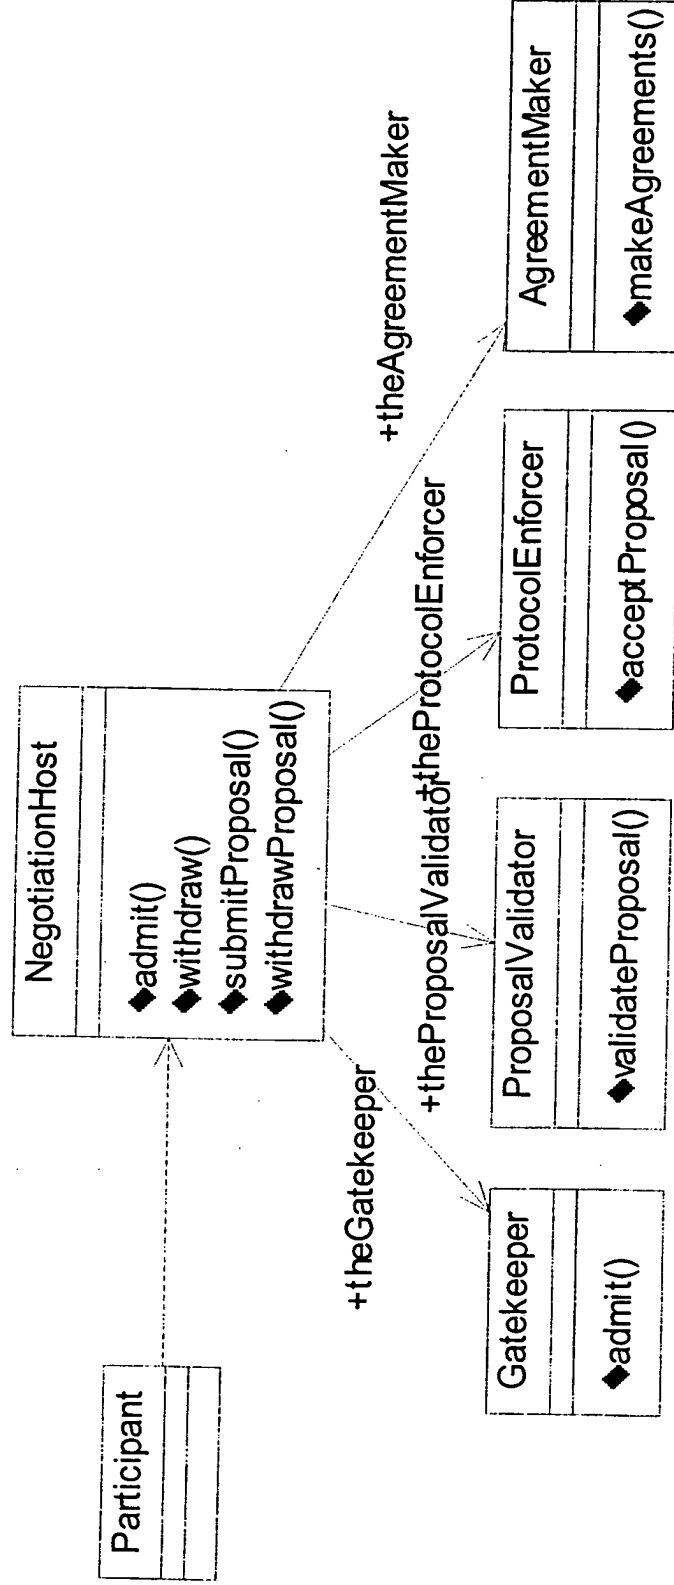 Participant
NegotiationHost
admit()
withdraw()
submitProposal()
withdrawProposal()
+theGatekeeper
+theProposalValidator
+theProtocolEnforcer
+theAgreementMaker
Gatekeeper
admit()
ProposalValidator
validateProposal()
ProtocolEnforcer
acceptProposal()
AgreementMaker
makeAgreements()